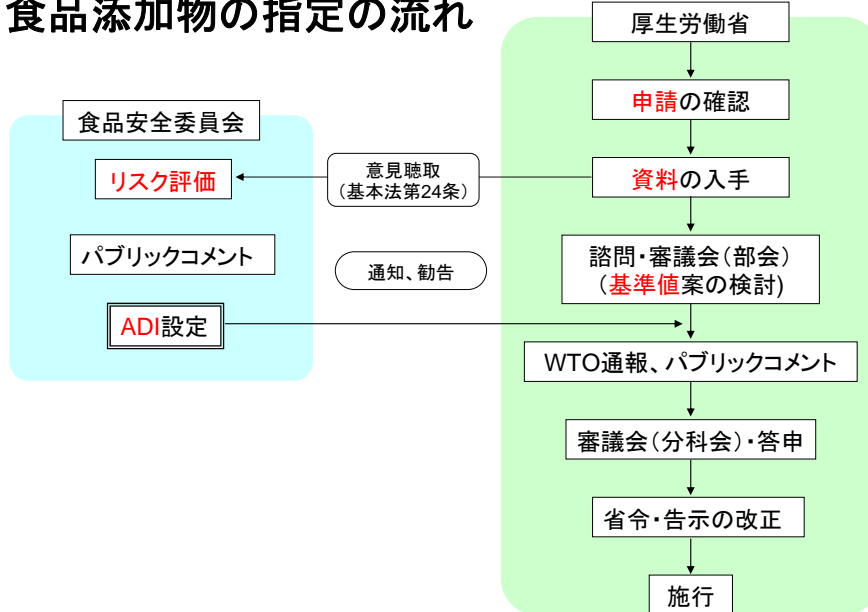 食品添加物の指定の流れ
厚生労働省
申請の確認
食品安全委員会
リスク評価
意見聴取
（基本法第24条）
資料の入手
パブリックコメント
通知、勧告
諮問・審議会（部会）
（基準値案の検討)
ADI設定
WTO通報、パブリックコメント
審議会（分科会）・答申
省令・告示の改正
施行